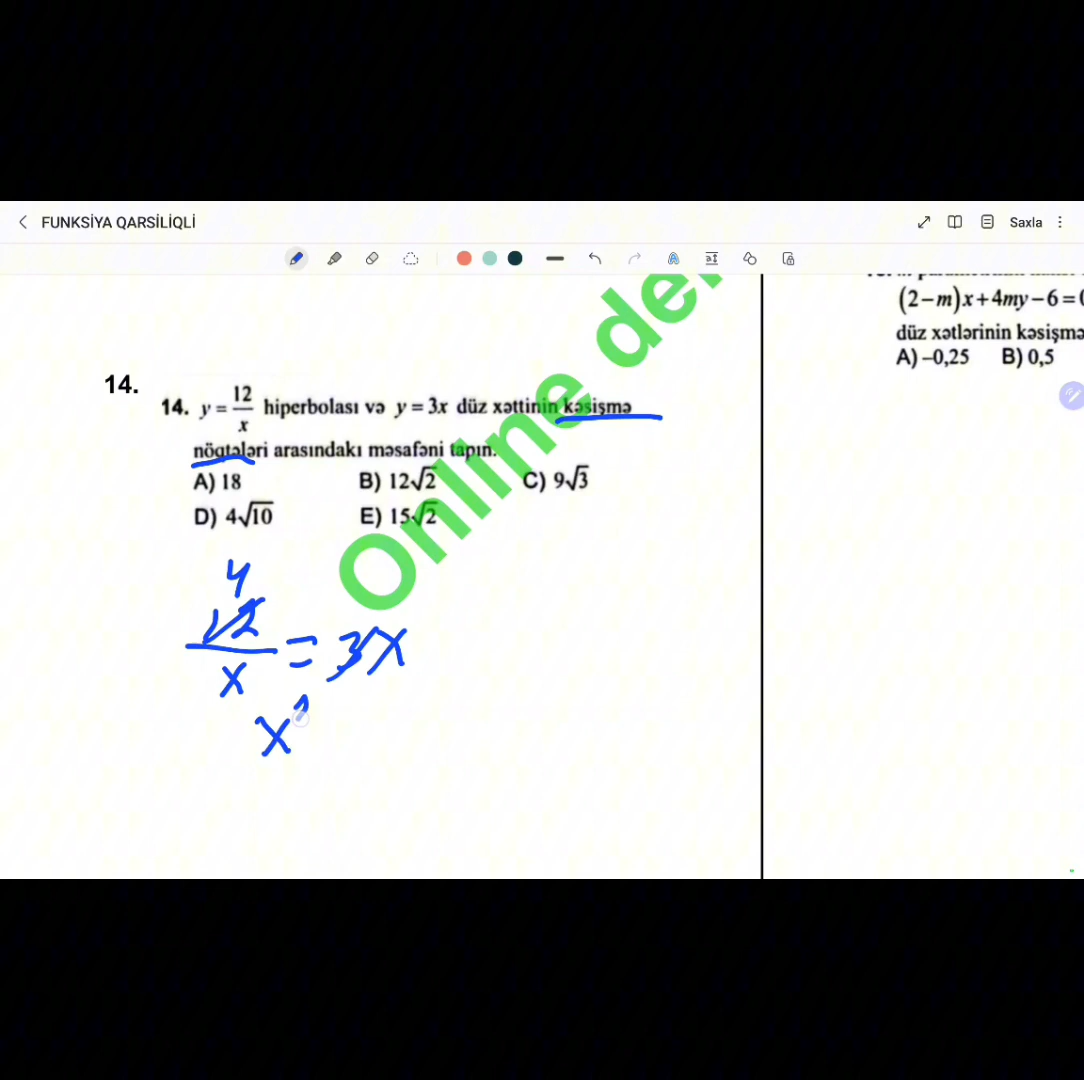 FUNKSİYA QARSİLİQLİ
Saxla
14.
14. y = 12/x hiperbolası və y = 3x düz xəttinin kəsişmə
nöqtələri arasındakı məsafəni tapın.
A) 18 B) 12√2 C) 9√3
D) 4√10 E) 15√2
Online der
4
12/x = 3x
x²
(2−m)x+4my−6=0
düz xətlərinin kəsişmə
A) −0,25 B) 0,5